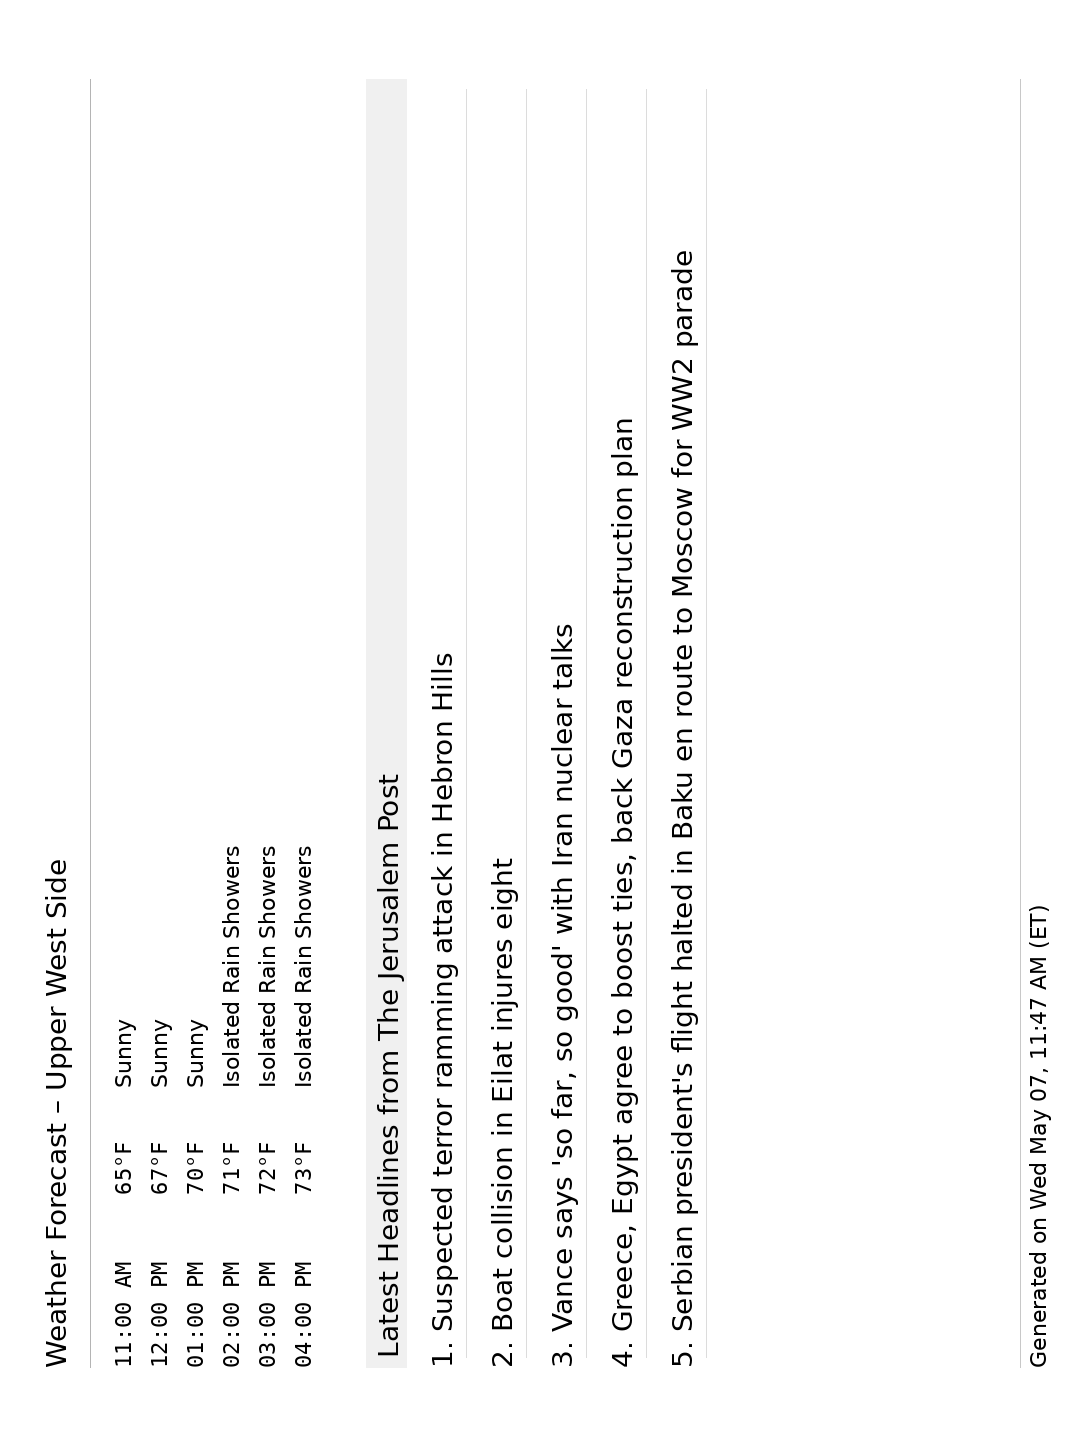 Weather Forecast – Upper West Side
11:00 AM 65°F Sunny
12:00 PM 67°F Sunny
01:00 PM 70°F Sunny
02:00 PM 71°F Isolated Rain Showers
03:00 PM 72°F Isolated Rain Showers
04:00 PM 73°F Isolated Rain Showers
Latest Headlines from The Jerusalem Post
1. Suspected terror ramming attack in Hebron Hills
2. Boat collision in Eilat injures eight
3. Vance says 'so far, so good' with Iran nuclear talks
4. Greece, Egypt agree to boost ties, back Gaza reconstruction plan
5. Serbian president's flight halted in Baku en route to Moscow for WW2 parade
Generated on Wed May 07, 11:47 AM (ET)